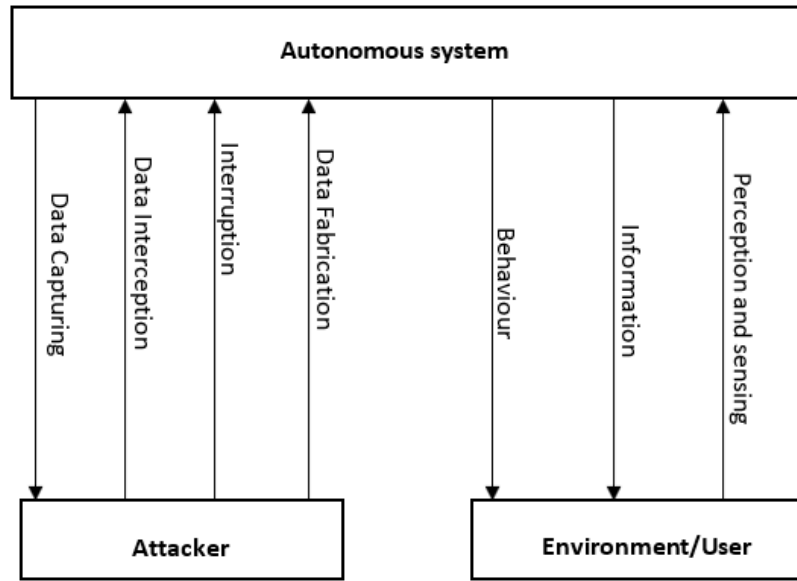 Autonomous system
Data Capturing
Data Interception
Interruption
Data Fabrication
Behaviour
Information
Perception and sensing
Attacker
Environment/User